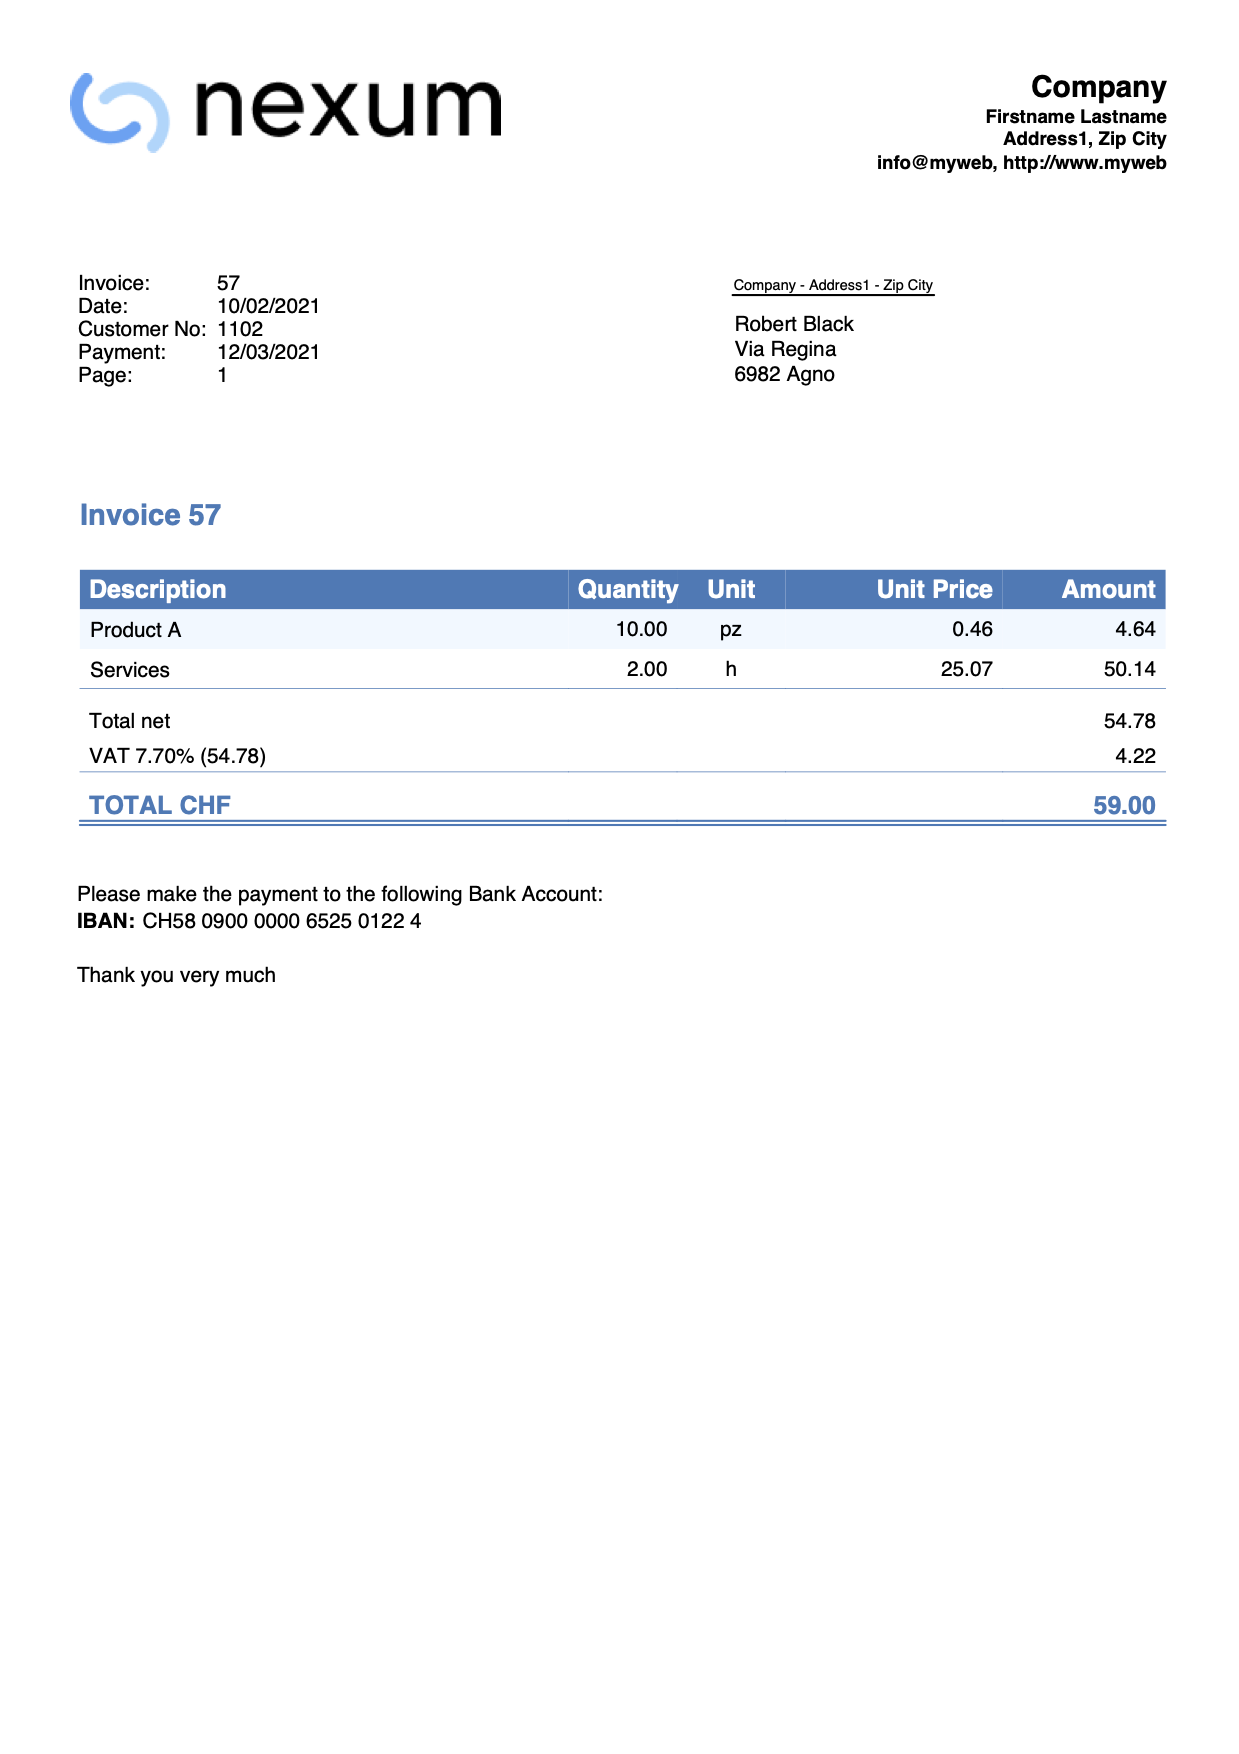 nexum
Company
Firstname Lastname
Address1, Zip City
info@myweb, http://www.myweb
Invoice: 57
Date: 10/02/2021
Customer No: 1102
Payment: 12/03/2021
Page: 1
Company - Address1 - Zip City
Robert Black
Via Regina
6982 Agno
Invoice 57
Description Quantity Unit Unit Price Amount
Product A 10.00 pz 0.46 4.64
Services 2.00 h 25.07 50.14
Total net 54.78
VAT 7.70% (54.78) 4.22
TOTAL CHF 59.00
Please make the payment to the following Bank Account:
IBAN: CH58 0900 0000 6525 0122 4
Thank you very much